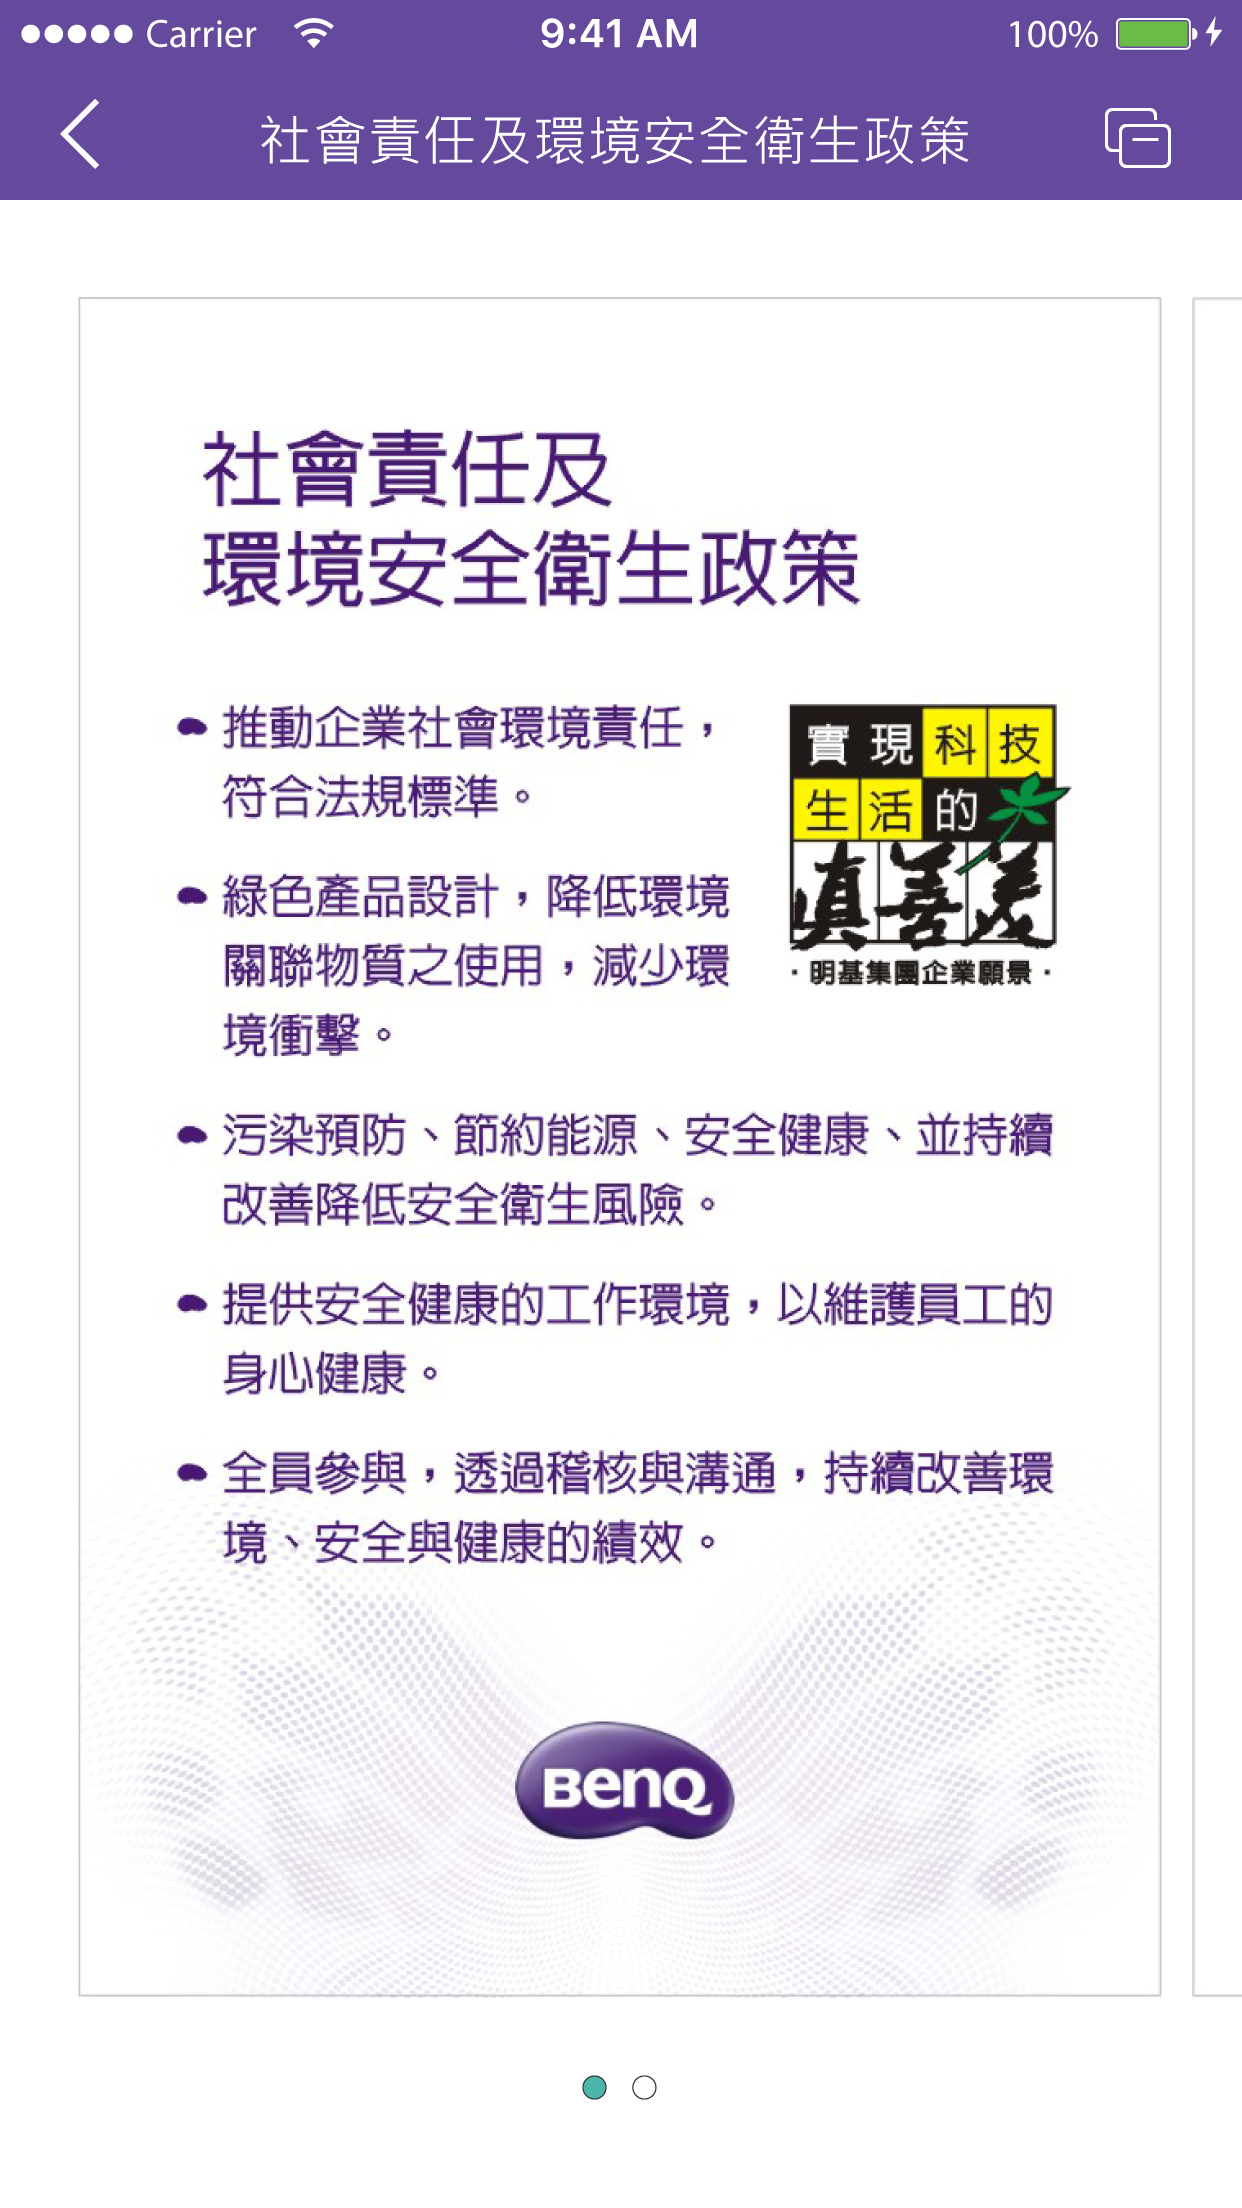 Carrier 9:41 AM 100%
社會責任及環境安全衛生政策
社會責任及
環境安全衛生政策
推動企業社會環境責任，
符合法規標準。
綠色產品設計，降低環境
關聯物質之使用，減少環
境衝擊。
實現科技
生活的
真善美
·明基集團企業願景·
污染預防、節約能源、安全健康、並持續
改善降低安全衛生風險。
提供安全健康的工作環境，以維護員工的
身心健康。
全員參與，透過稽核與溝通，持續改善環
境、安全與健康的績效。
BenQ